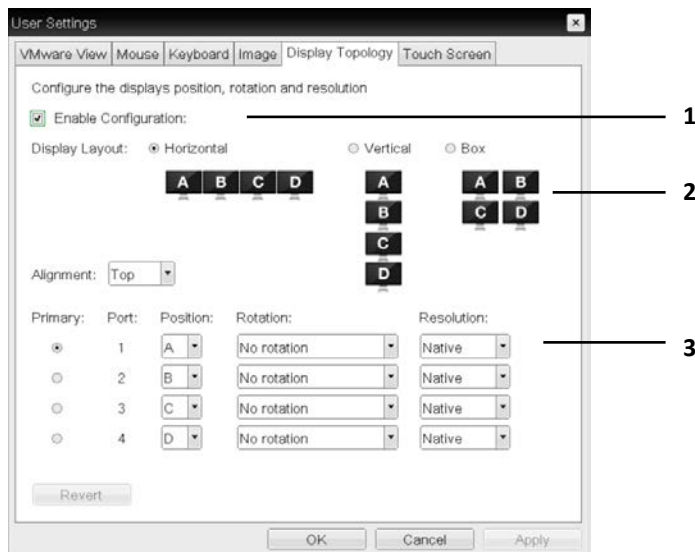 User Settings
VMware View Mouse Keyboard Image Display Topology Touch Screen
Configure the displays position, rotation and resolution
Enable Configuration:
1
Display Layout: Horizontal Vertical Box
A B C D
A
B
C
D
A B
C D
2
Alignment: Top
Primary: Port: Position: Rotation: Resolution:
1 A No rotation Native
3
2 B No rotation Native
3 C No rotation Native
4 D No rotation Native
Revert
OK Cancel Apply